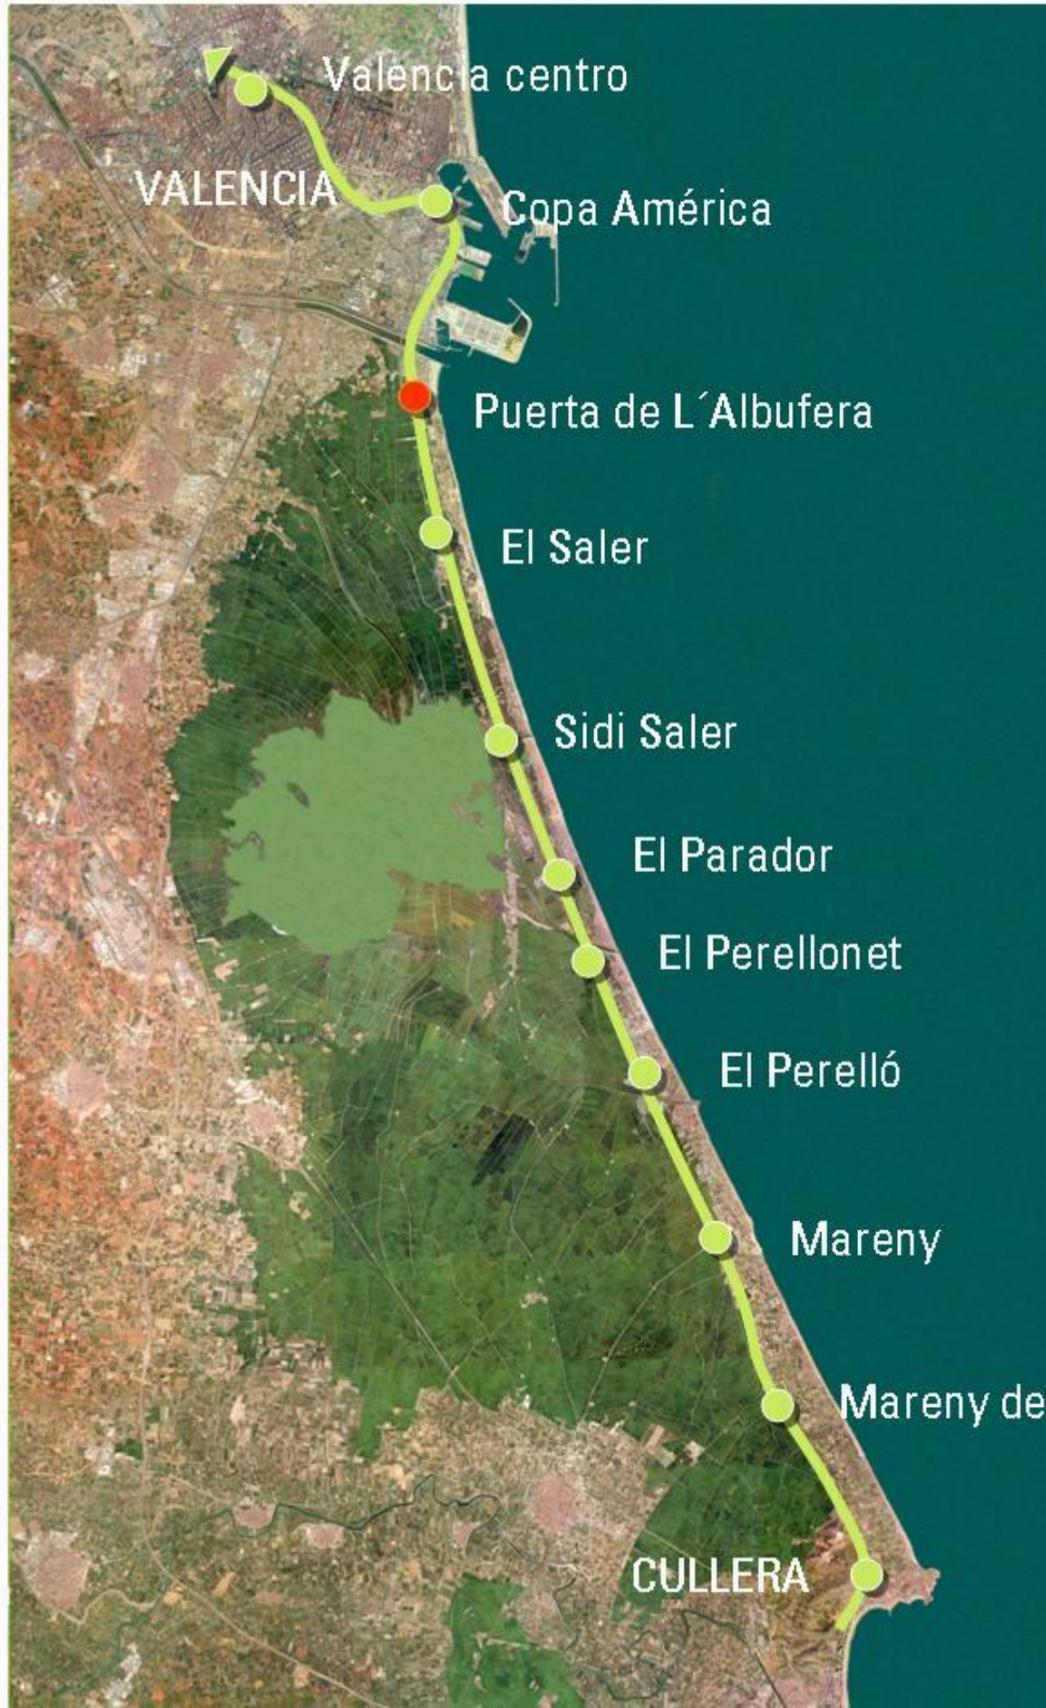 Valencia centro
VALENCIA
Copa América
Puerta de L´Albufera
El Saler
Sidi Saler
El Parador
El Perellonet
El Perelló
Mareny
Mareny de
CULLERA